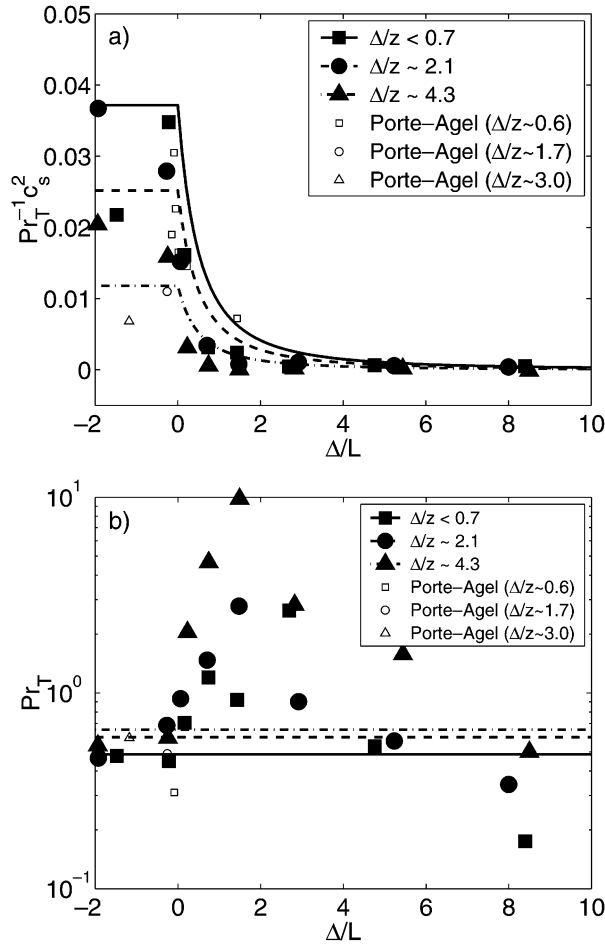 a)
0.05
0.04
0.03
0.02
0.01
0
Pr_T^{-1}c_s^2
Δ/z < 0.7
Δ/z ~ 2.1
Δ/z ~ 4.3
Porte−Agel (Δ/z~0.6)
Porte−Agel (Δ/z~1.7)
Porte−Agel (Δ/z~3.0)
−2 0 2 4 6 8 10
Δ/L
b)
10^1
10^0
10^{−1}
Pr_T
Δ/z < 0.7
Δ/z ~ 2.1
Δ/z ~ 4.3
Porte−Agel (Δ/z~0.6)
Porte−Agel (Δ/z~1.7)
Porte−Agel (Δ/z~3.0)
−2 0 2 4 6 8 10
Δ/L